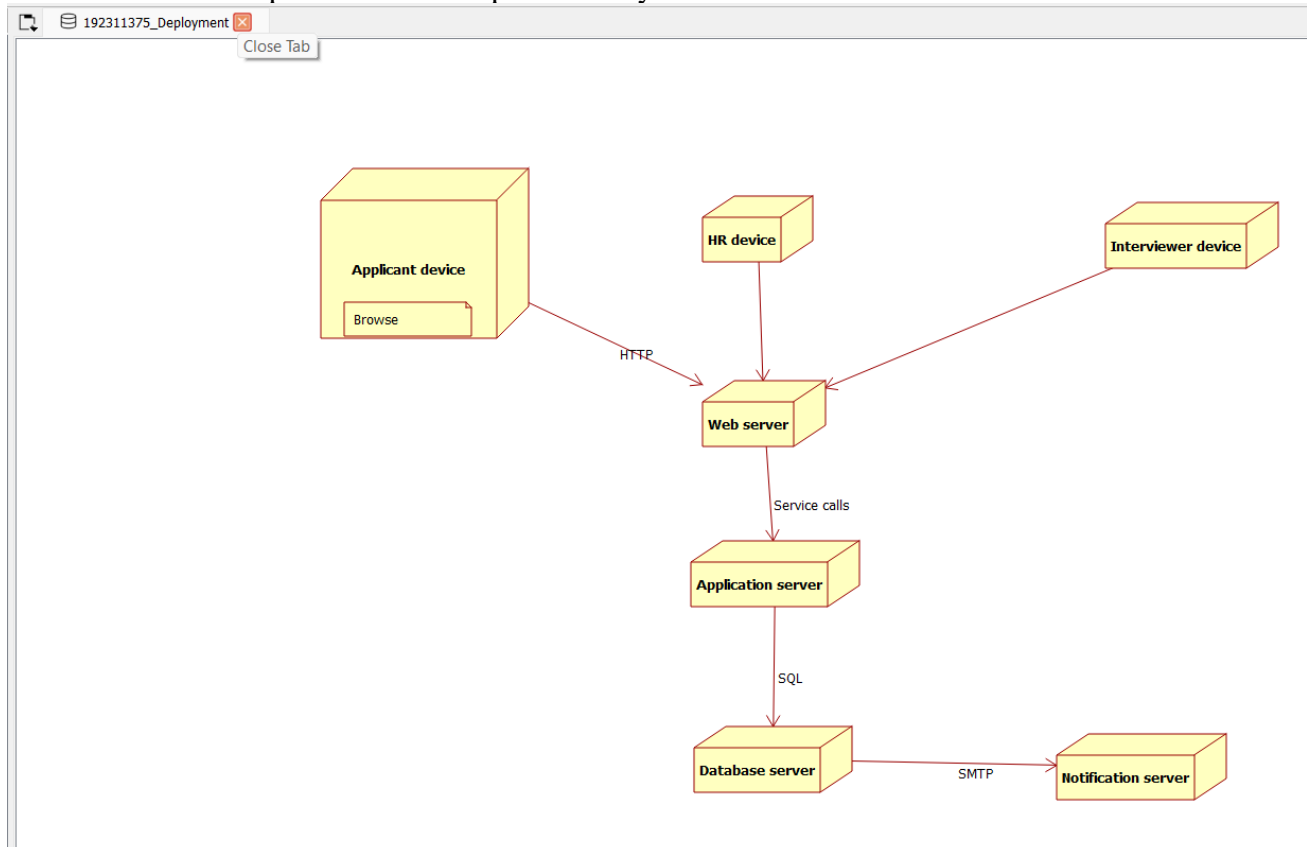 192311375_Deployment
Close Tab
Applicant device
Browse
HR device
Interviewer device
HTTP
Web server
Service calls
Application server
SQL
Database server
SMTP
Notification server